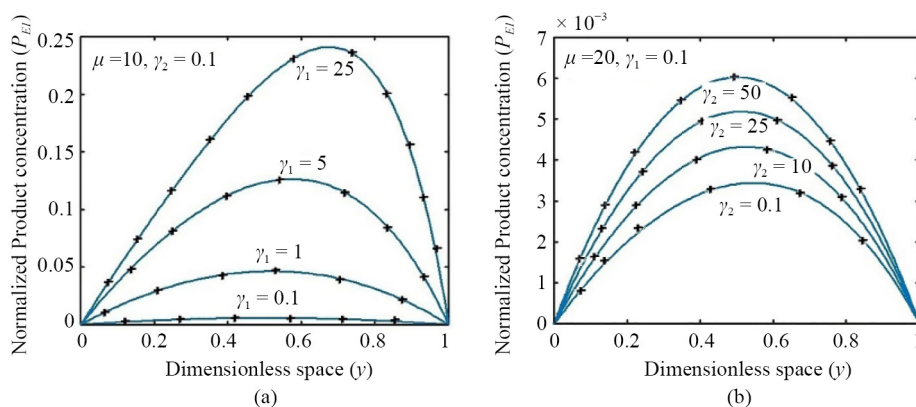 Normalized Product concentration (P_EI)
0.25
0.2
0.15
0.1
0.05
0
μ =10, γ2 = 0.1
γ1 = 25
γ1 = 5
γ1 = 1
γ1 = 0.1
0 0.2 0.4 0.6 0.8 1
Dimensionless space (y)
(a)
Normalized Product concentration (P_EI)
× 10⁻³
7
6
5
4
3
2
1
0
μ =20, γ1 = 0.1
γ2 = 50
γ2 = 25
γ2 = 10
γ2 = 0.1
0 0.2 0.4 0.6 0.8 1
Dimensionless space (y)
(b)